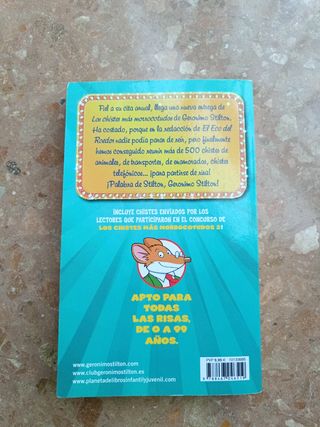 Fiel a su cita anual, llega una nueva entrega de
Los chistes más morrocotudos de Geronimo Stilton.
Ha costado, porque en la redacción de El Eco del
Roedor nadie podía parar de reír, pero finalmente
hemos conseguido reunir más de 500 chistes de
animales, de transportes, de enamorados, chistes
telefónicos... ¡para partirse de risa!
¡Palabra de Stilton, Geronimo Stilton!
INCLUYE CHISTES ENVIADOS POR LOS
LECTORES QUE PARTICIPARON EN EL CONCURSO DE
LOS CHISTES MÁS MORROCOTUDOS 3!
APTO PARA
TODAS
LAS RISAS,
DE 0 A 99
AÑOS.
www.geronimostilton.com
www.clubgeronimostilton.es
www.planetadelibrosinfantilyjuvenil.com